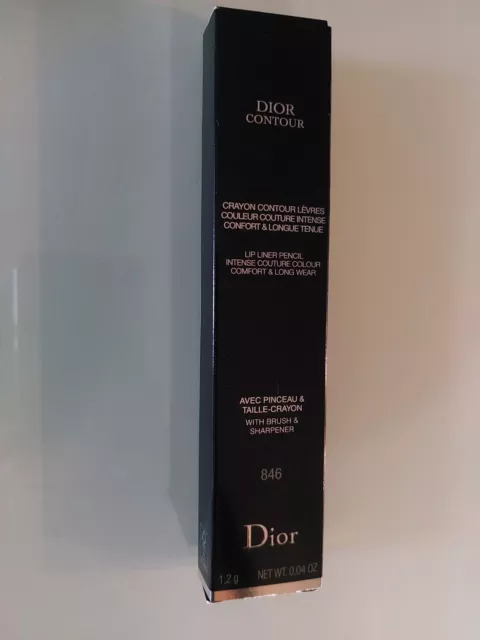 DIOR
CONTOUR
CRAYON CONTOUR LÈVRES
COULEUR COUTURE INTENSE
CONFORT & LONGUE TENUE
LIP LINER PENCIL
INTENSE COUTURE COLOUR
COMFORT & LONG WEAR
AVEC PINCEAU &
TAILLE-CRAYON
WITH BRUSH &
SHARPENER
846
Dior
1,2 g NET WT. 0.04 OZ